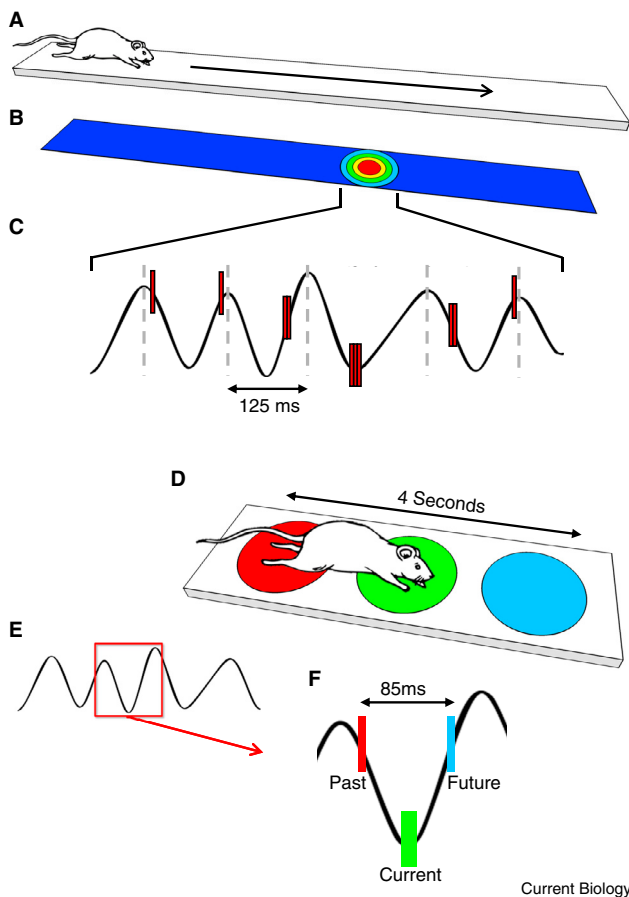 A
B
C
125 ms
D
4 Seconds
E
F
85ms
Past
Future
Current
Current Biology